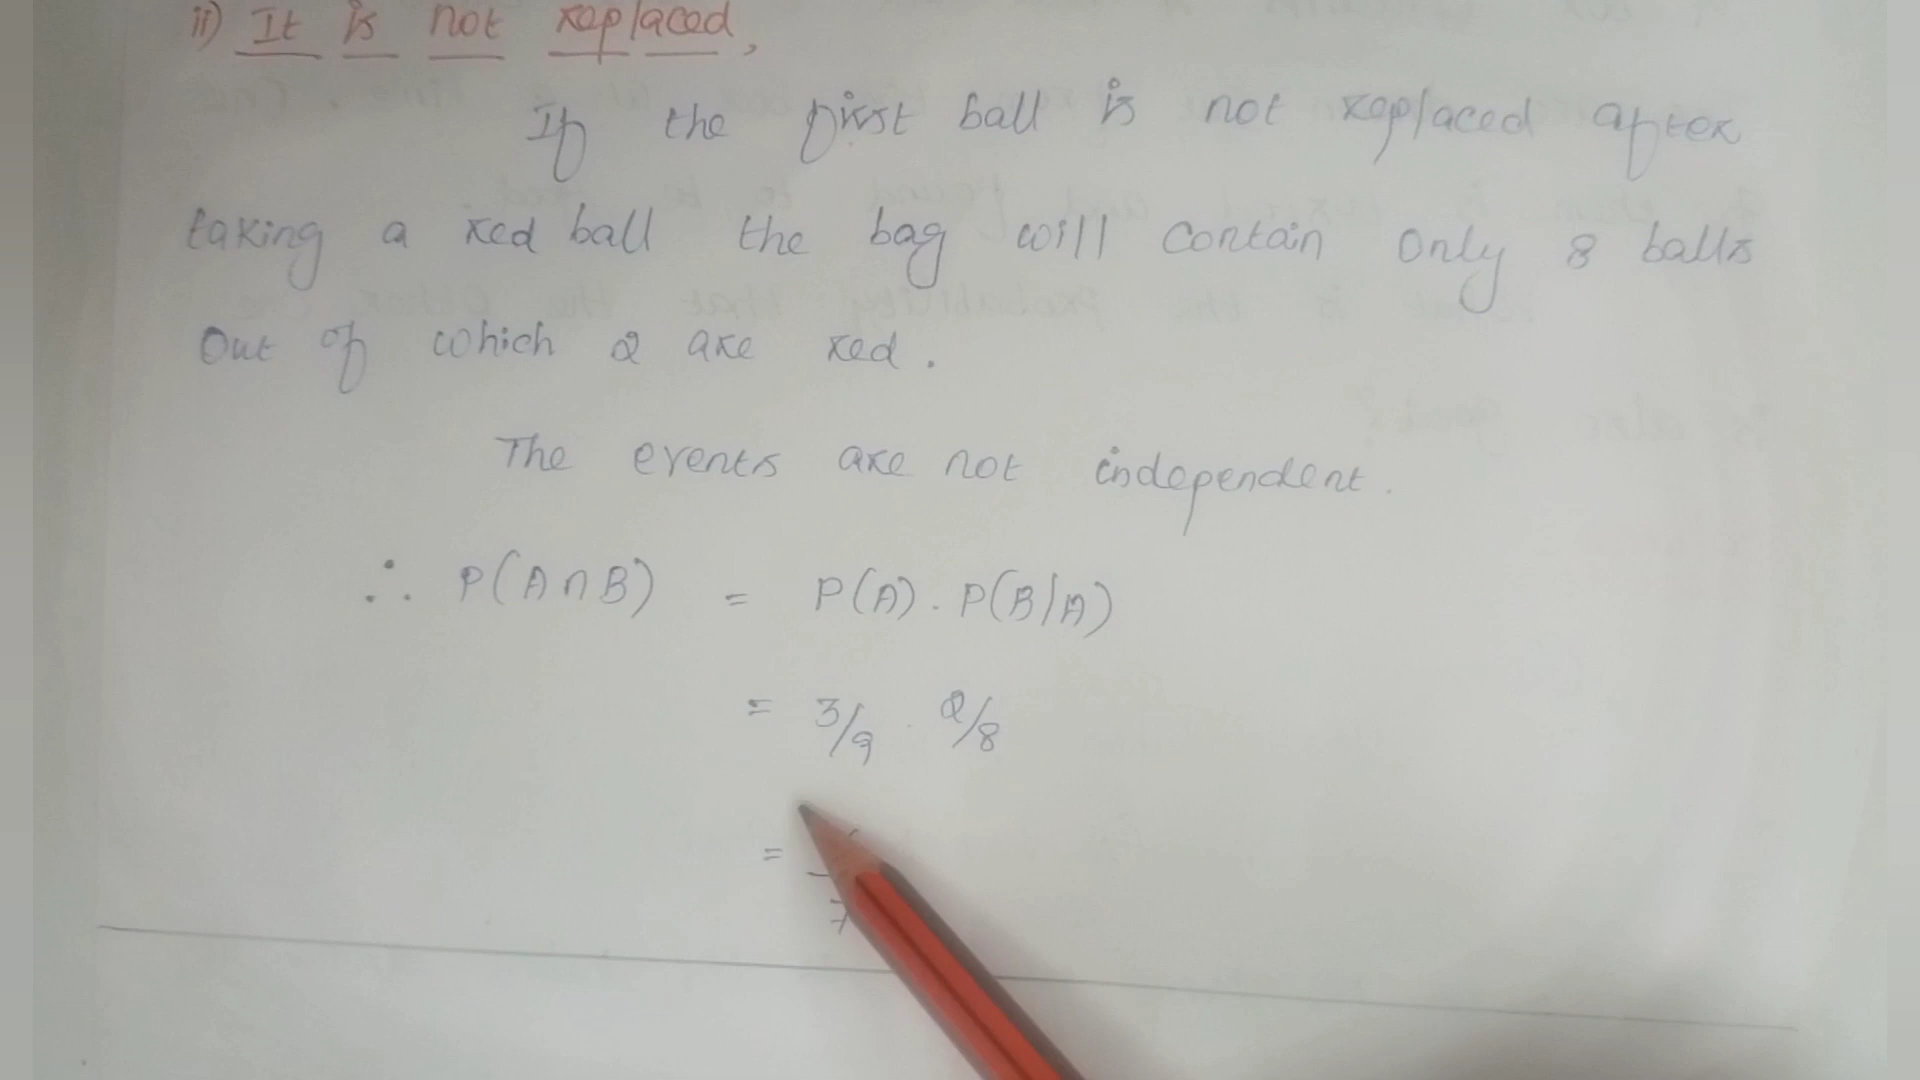 ii) It is not replaced,
If the first ball is not replaced after
taking a red ball the bag will contain only 8 balls
out of which 2 are red.
The events are not independent.
∴ P(A∩B) = P(A). P(B/A)
= 3/9 . 2/8
=